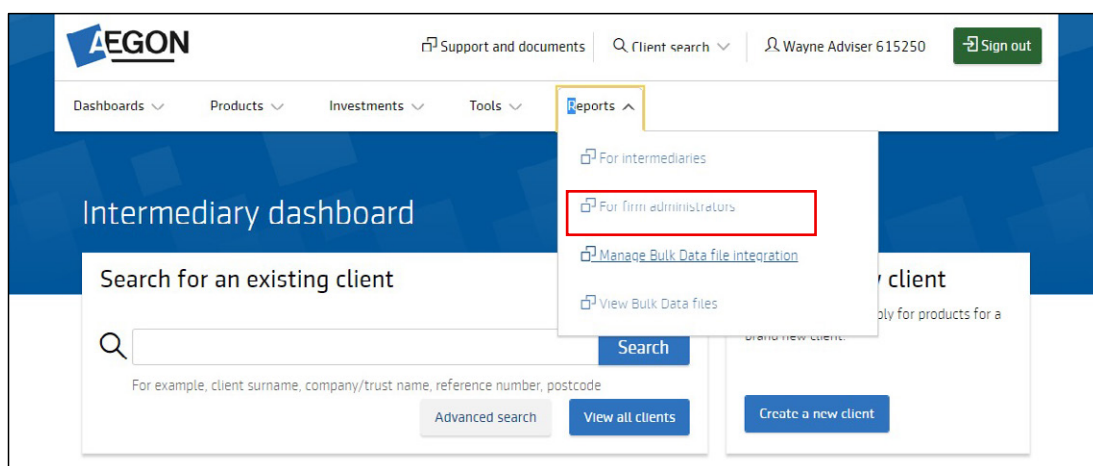 AEGON
Support and documents
Client search
Wayne Adviser 615250
Sign out
Dashboards
Products
Investments
Tools
Reports
For intermediaries
For firm administrators
Manage Bulk Data file integration
View Bulk Data files
Intermediary dashboard
Search for an existing client
Search
For example, client surname, company/trust name, reference number, postcode
Advanced search
View all clients
client
ply for products for a
brand new client.
Create a new client